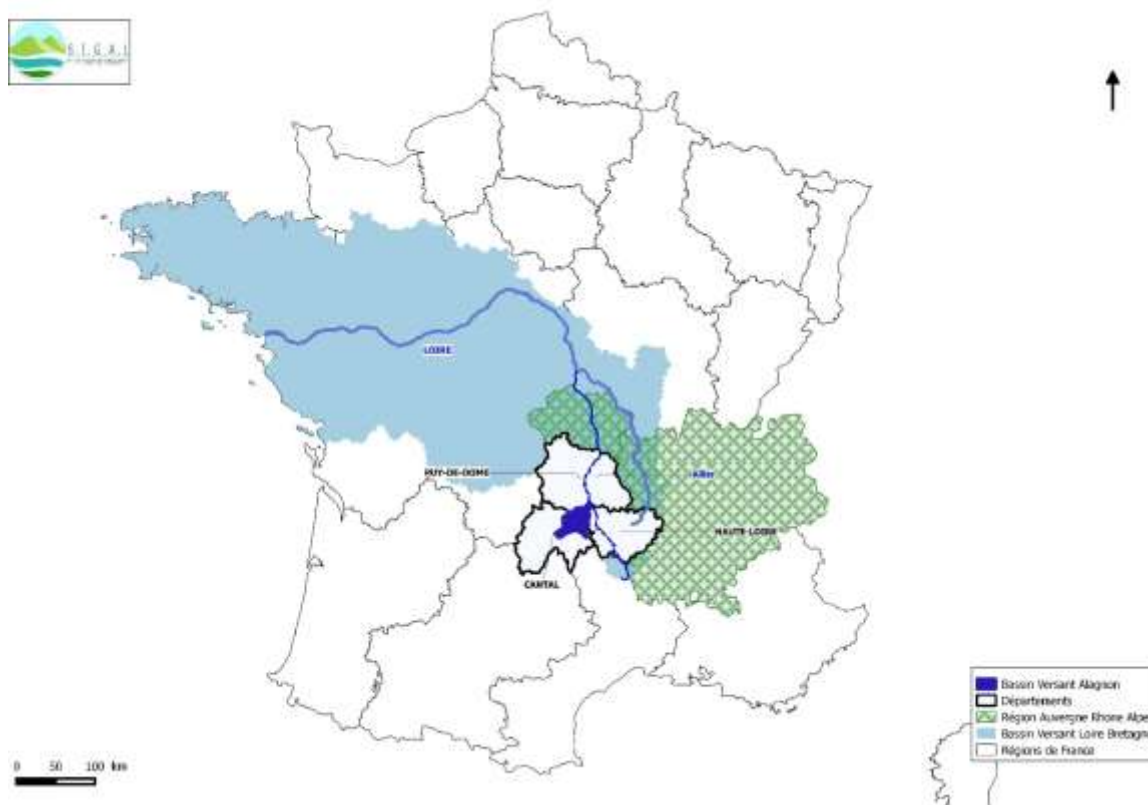 S.I.G.A.L
LOIRE
PUY-DE-DOME
Allier
HAUTE-LOIRE
CANTAL
Bassin Versant Alagnon
Départements
Région Auvergne Rhone Alpe
Bassin Versant Loire Bretagn
Régions de France
0 50 100 km